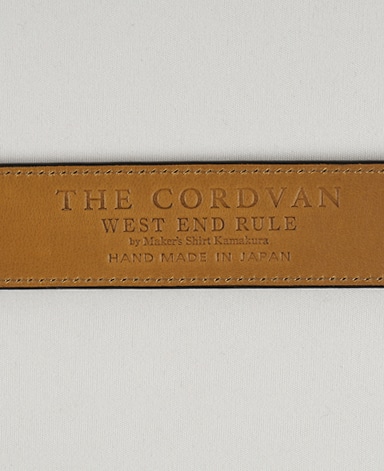 THE CORDVAN
WEST END RULE
by Maker's Shirt Kamakura
HAND MADE IN JAPAN